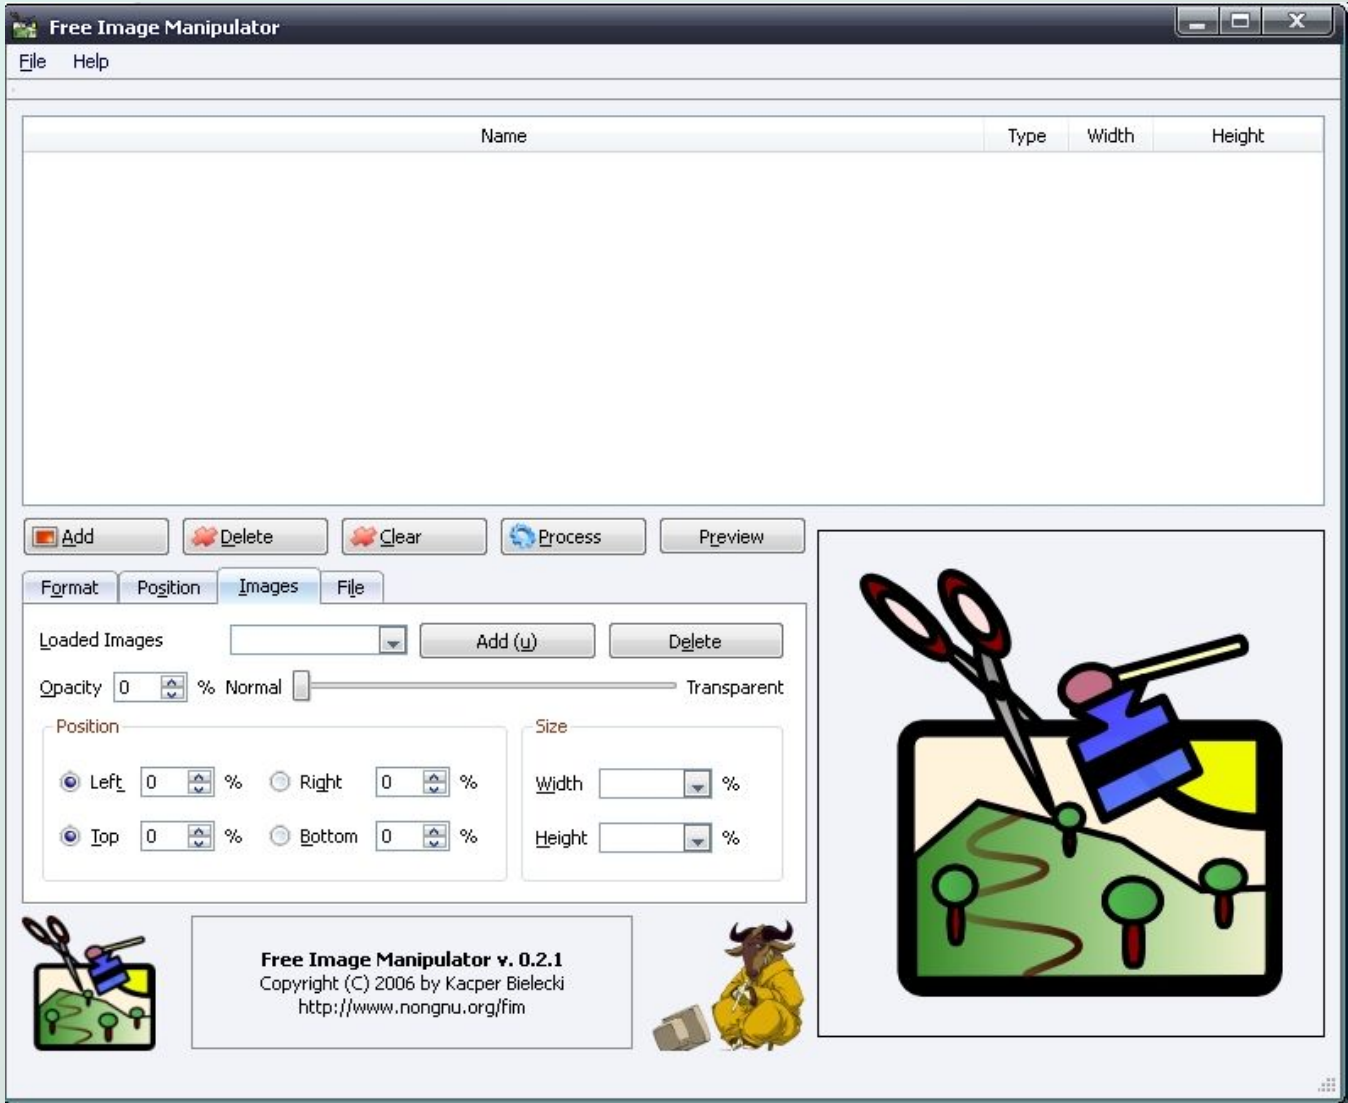 Free Image Manipulator
File Help
Name Type Width Height
Add Delete Clear Process Preview
Format Position Images File
Loaded Images Add (u) Delete
Opacity 0 % Normal Transparent
Position Size
Left 0 % Right 0 % Width %
Top 0 % Bottom 0 % Height %
Free Image Manipulator v. 0.2.1
Copyright (C) 2006 by Kacper Bielecki
http://www.nongnu.org/fim